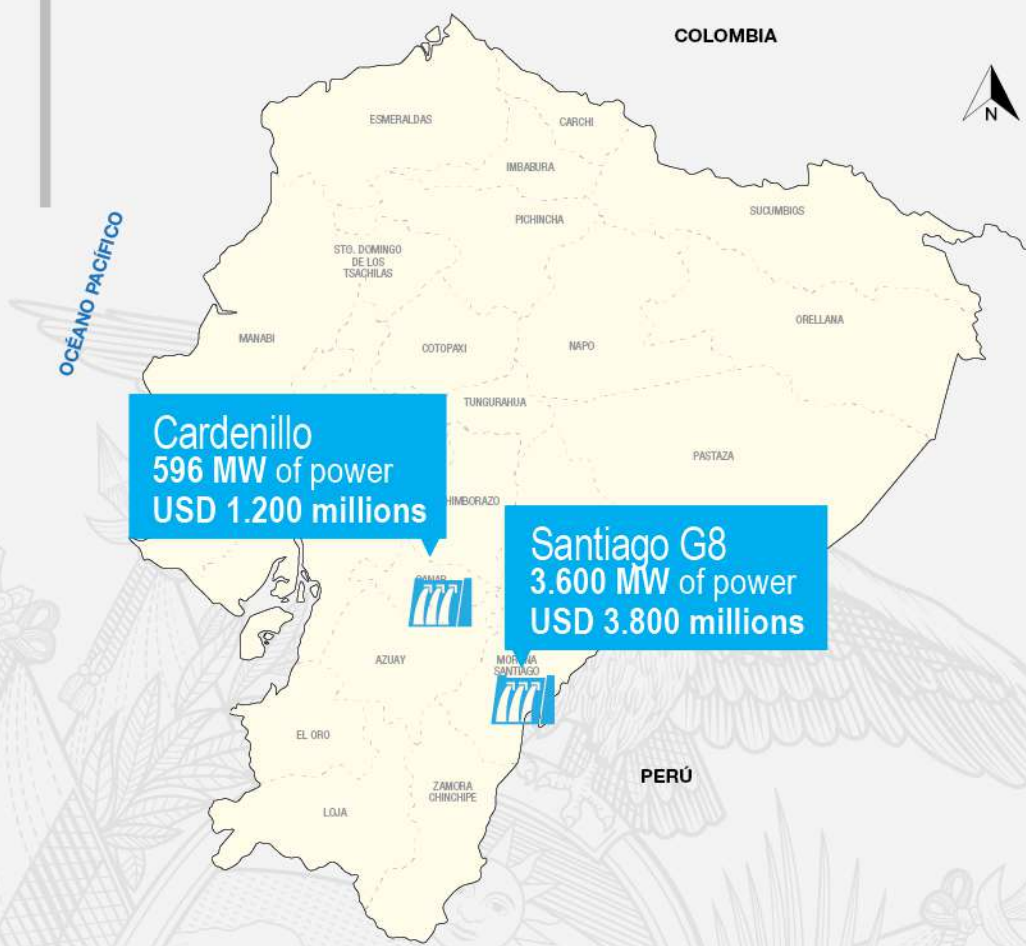 COLOMBIA
N
ESMERALDAS
CARCHI
IMBABURA
SUCUMBIOS
PICHINCHA
OCÉANO PACÍFICO
STO. DOMINGO
DE LOS
TSACHILAS
ORELLANA
MANABI
COTOPAXI
NAPO
TUNGURAHUA
Cardenillo
596 MW of power
USD 1.200 millions
PASTAZA
HIMBORAZO
Santiago G8
3.600 MW of power
USD 3.800 millions
AZUAY
SANTIAGO
EL ORO
PERÚ
ZAMORA
CHINCHIPE
LOJA